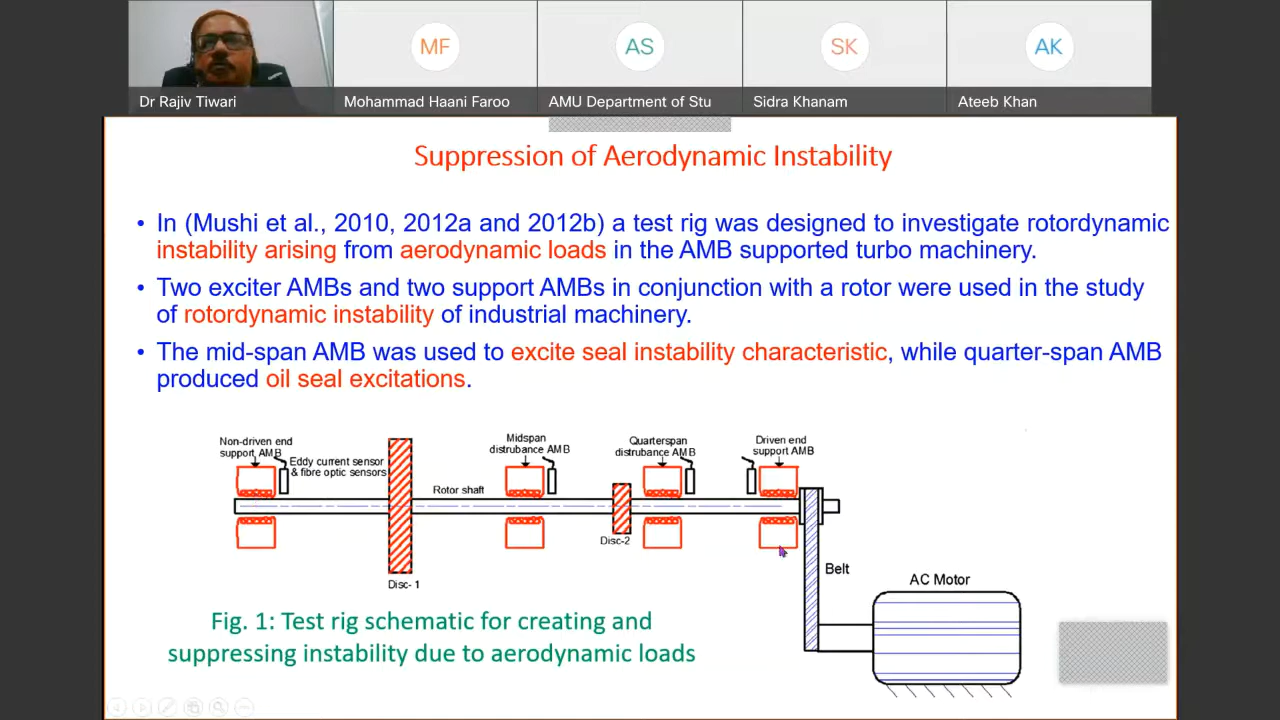 MF
AS
SK
AK
Dr Rajiv Tiwari
Mohammad Haani Faroo
AMU Department of Stu
Sidra Khanam
Ateeb Khan
Suppression of Aerodynamic Instability
• In (Mushi et al., 2010, 2012a and 2012b) a test rig was designed to investigate rotordynamic
instability arising from aerodynamic loads in the AMB supported turbo machinery.
• Two exciter AMBs and two support AMBs in conjunction with a rotor were used in the study
of rotordynamic instability of industrial machinery.
• The mid-span AMB was used to excite seal instability characteristic, while quarter-span AMB
produced oil seal excitations.
Non-driven end
support AMB
Eddy current sensor
& fibre optic sensors
Rotor shaft
Midspan
distrubance AMB
Quarterspan
distrubance AMB
Driven end
support AMB
Disc- 1
Disc-2
Belt
AC Motor
Fig. 1: Test rig schematic for creating and
suppressing instability due to aerodynamic loads